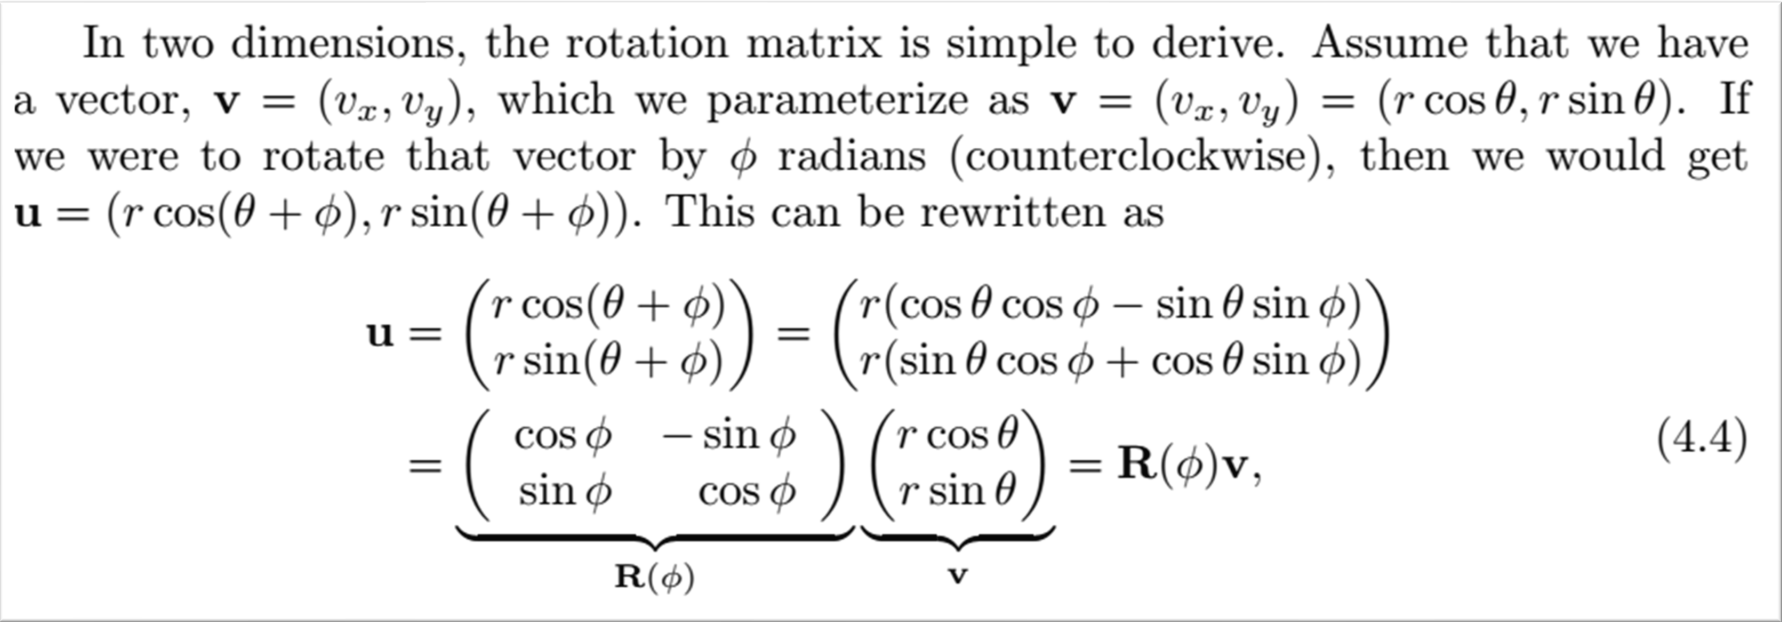 In two dimensions, the rotation matrix is simple to derive. Assume that we have
a vector, v = (v_x, v_y), which we parameterize as v = (v_x, v_y) = (r cos θ, r sin θ). If
we were to rotate that vector by ϕ radians (counterclockwise), then we would get
u = (r cos(θ + ϕ), r sin(θ + ϕ)). This can be rewritten as
u = ( r cos(θ + ϕ) ) = ( r(cos θ cos ϕ − sin θ sin ϕ) )
( r sin(θ + ϕ) ) ( r(sin θ cos ϕ + cos θ sin ϕ) )
= ( cos ϕ − sin ϕ ) ( r cos θ ) = R(ϕ)v, (4.4)
( sin ϕ cos ϕ ) ( r sin θ )
R(ϕ) v